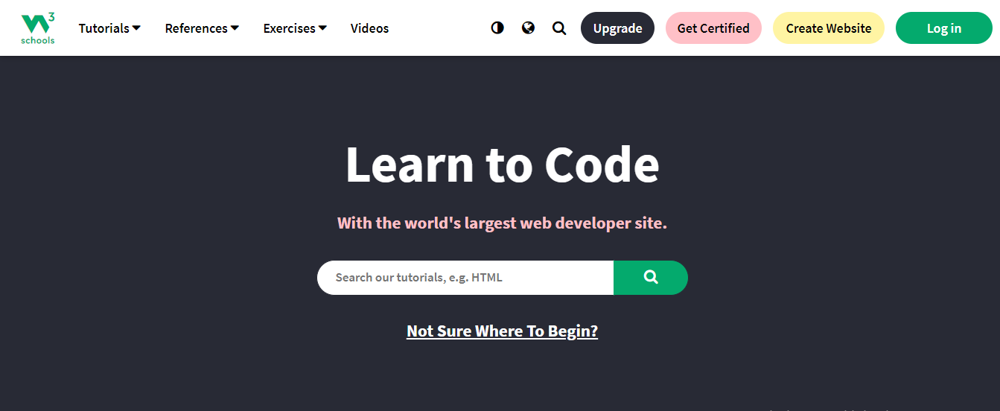 W3 schools
Tutorials References Exercises Videos Upgrade Get Certified Create Website Log in
Learn to Code
With the world's largest web developer site.
Search our tutorials, e.g. HTML
Not Sure Where To Begin?